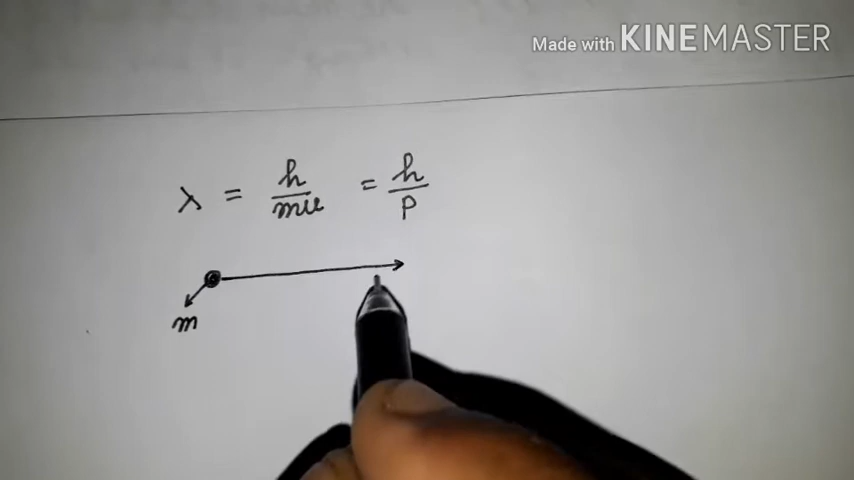 Made with KINEMASTER
λ = h/mv = h/p
m